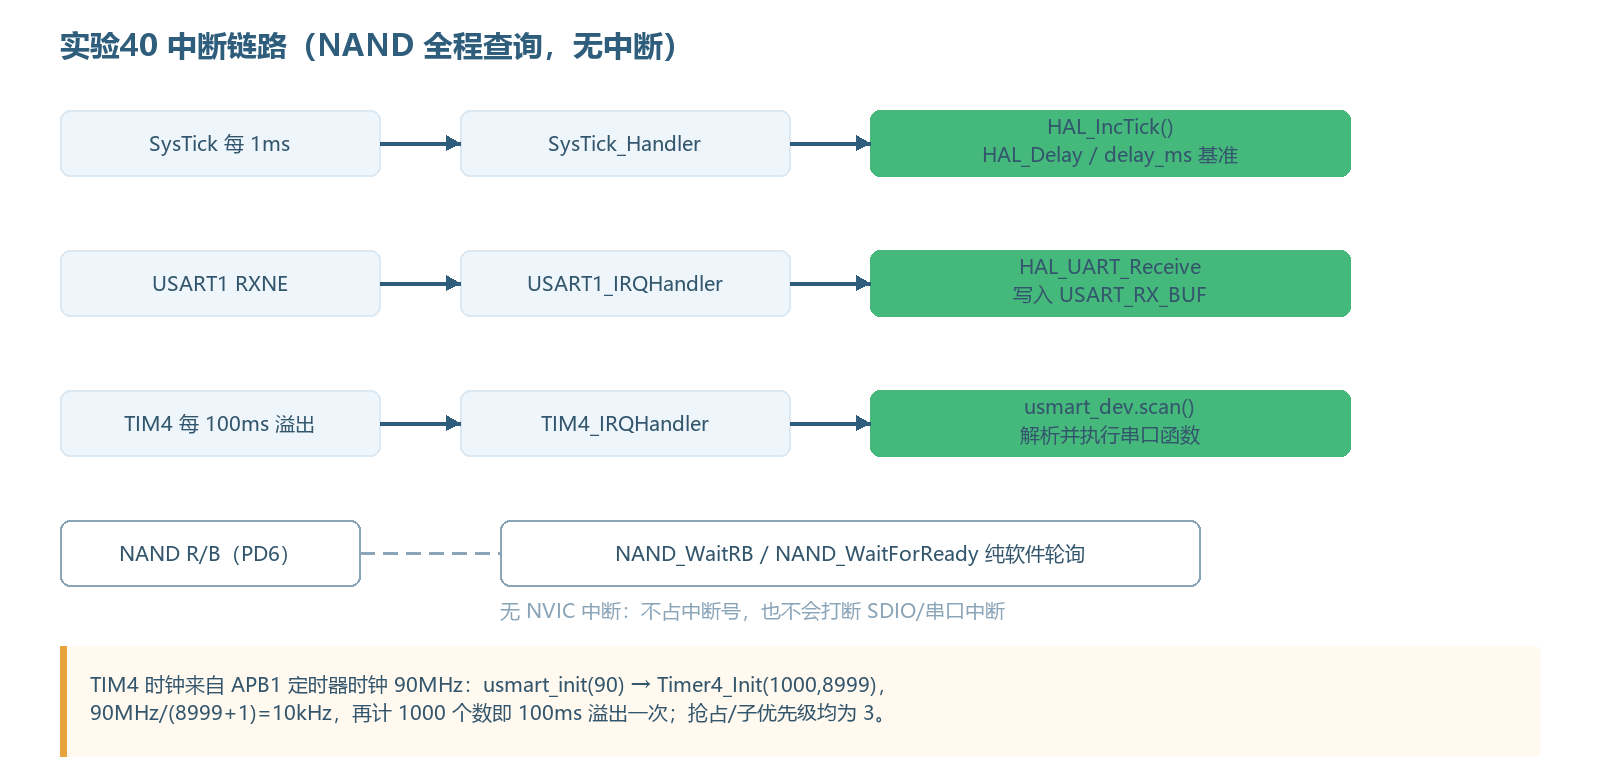 实验40 中断链路（NAND 全程查询，无中断）
SysTick 每 1ms
SysTick_Handler
HAL_IncTick()
HAL_Delay / delay_ms 基准
USART1 RXNE
USART1_IRQHandler
HAL_UART_Receive
写入 USART_RX_BUF
TIM4 每 100ms 溢出
TIM4_IRQHandler
usmart_dev.scan()
解析并执行串口函数
NAND R/B（PD6）
NAND_WaitRB / NAND_WaitForReady 纯软件轮询
无 NVIC 中断：不占中断号，也不会打断 SDIO/串口中断
TIM4 时钟来自 APB1 定时器时钟 90MHz：usmart_init(90) → Timer4_Init(1000,8999)，
90MHz/(8999+1)=10kHz，再计 1000 个数即 100ms 溢出一次；抢占/子优先级均为 3。